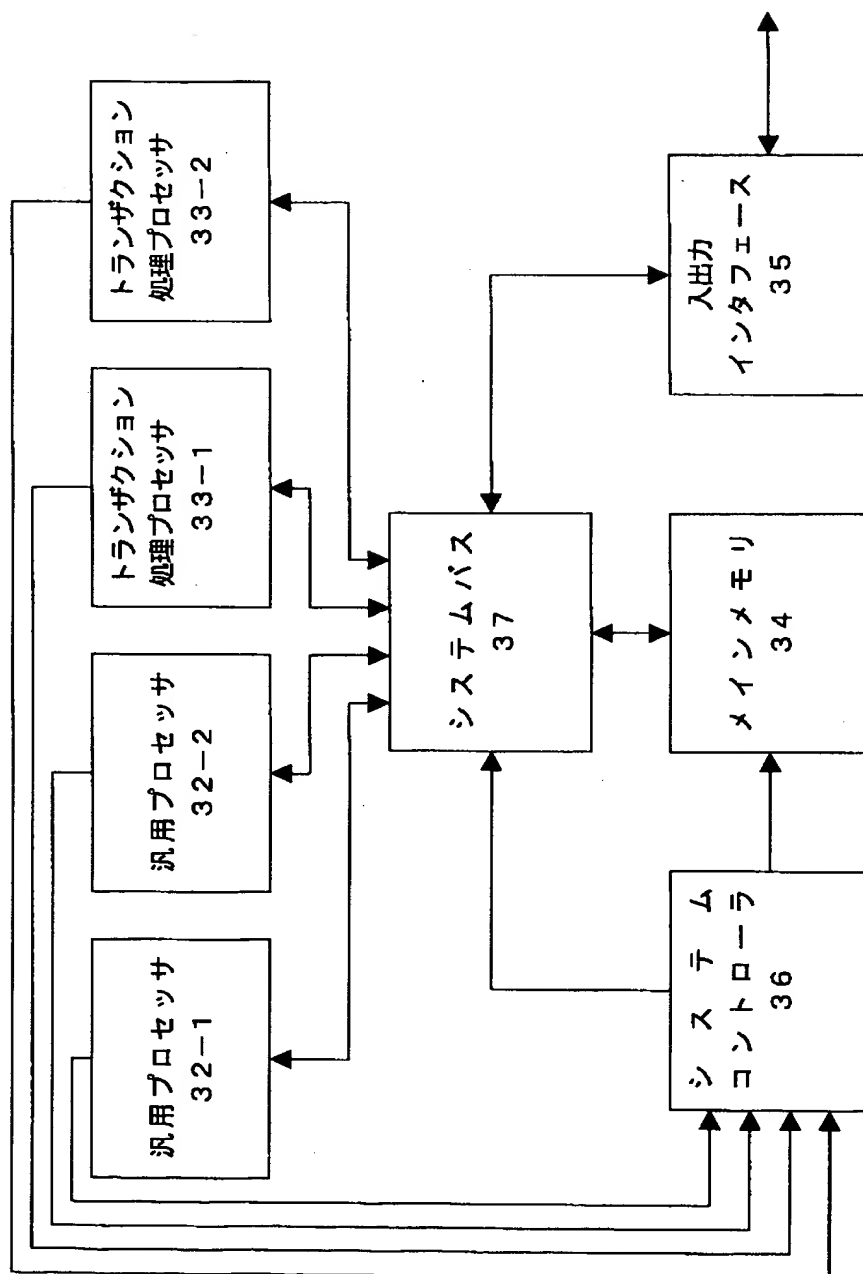 汎用プロセッサ
32-1
汎用プロセッサ
32-2
トランザクション
処理プロセッサ
33-1
トランザクション
処理プロセッサ
33-2
システムバス
37
システム
コントローラ
36
メインメモリ
34
入出力
インタフェース
35